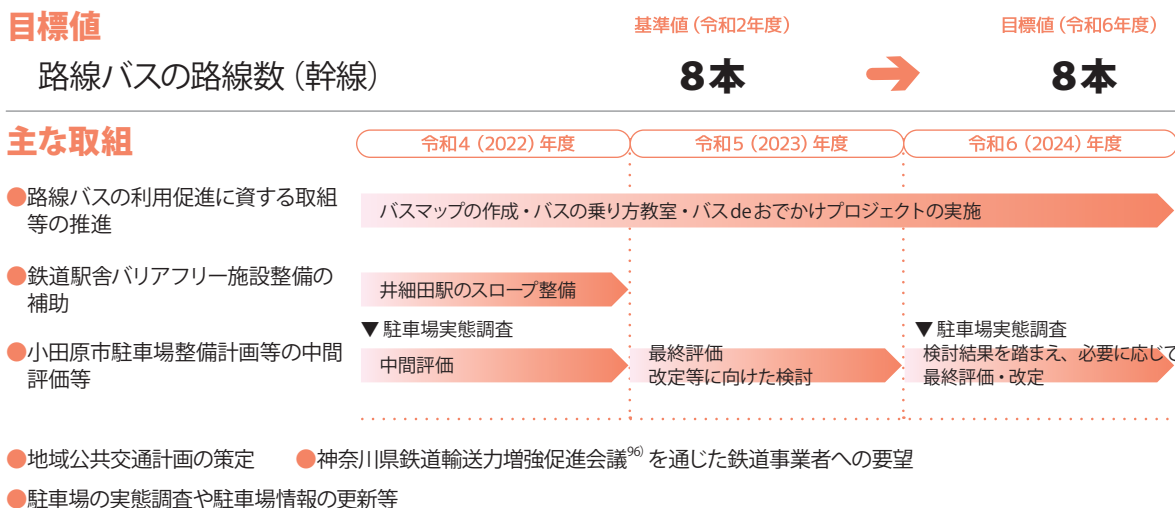 目標値
基準値（令和2年度）
目標値（令和6年度）
路線バスの路線数（幹線）
8本
8本
主な取組
令和4（2022）年度
令和5（2023）年度
令和6（2024）年度
●路線バスの利用促進に資する取組
等の推進
バスマップの作成・バスの乗り方教室・バスdeおでかけプロジェクトの実施
●鉄道駅舎バリアフリー施設整備の
補助
井細田駅のスロープ整備
●小田原市駐車場整備計画等の中間
評価等
▼駐車場実態調査
中間評価
最終評価
改定等に向けた検討
▼駐車場実態調査
検討結果を踏まえ、必要に応じて
最終評価・改定
●地域公共交通計画の策定
●神奈川県鉄道輸送力増強促進会議96)を通じた鉄道事業者への要望
●駐車場の実態調査や駐車場情報の更新等